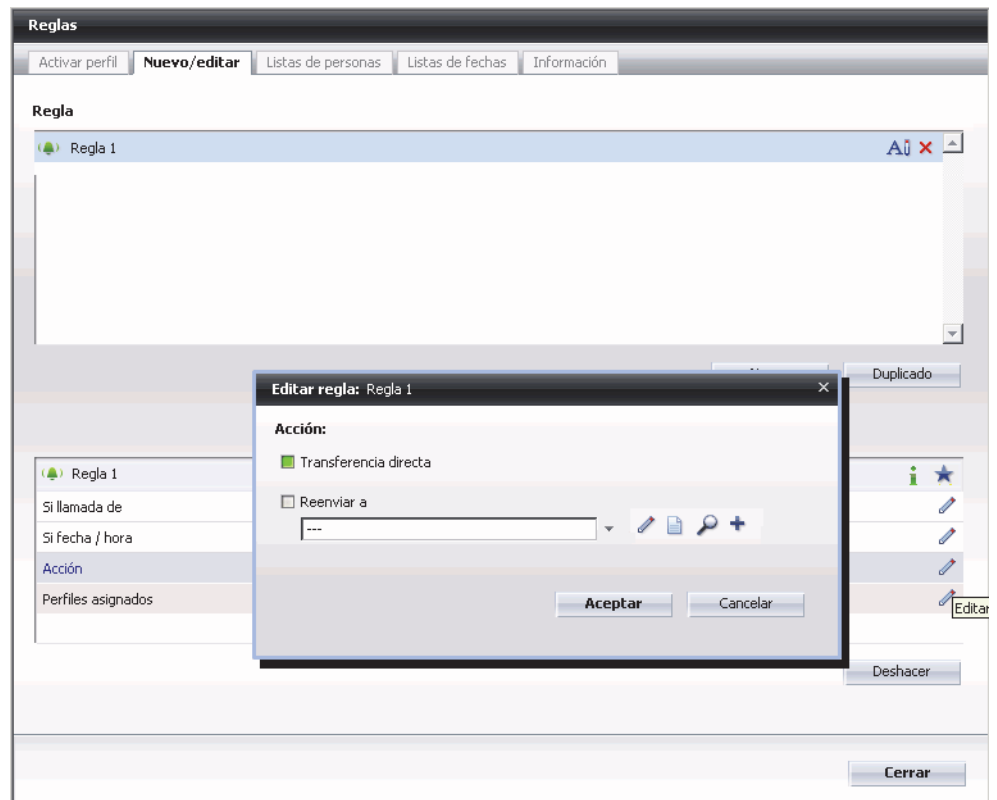 Reglas
Activar perfil Nuevo/editar Listas de personas Listas de fechas Información
Regla
Regla 1
Duplicado
Editar regla: Regla 1
Acción:
Transferencia directa
Reenviar a
---
Aceptar Cancelar
Regla 1
Si llamada de
Si fecha / hora
Acción
Perfiles asignados
Editar
Deshacer
Cerrar